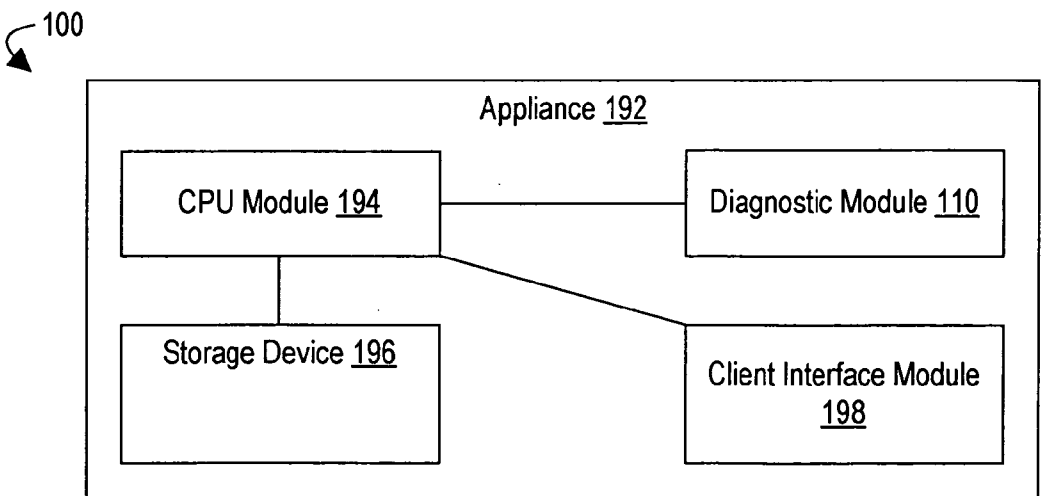 100
Appliance 192
CPU Module 194
Diagnostic Module 110
Storage Device 196
Client Interface Module
198